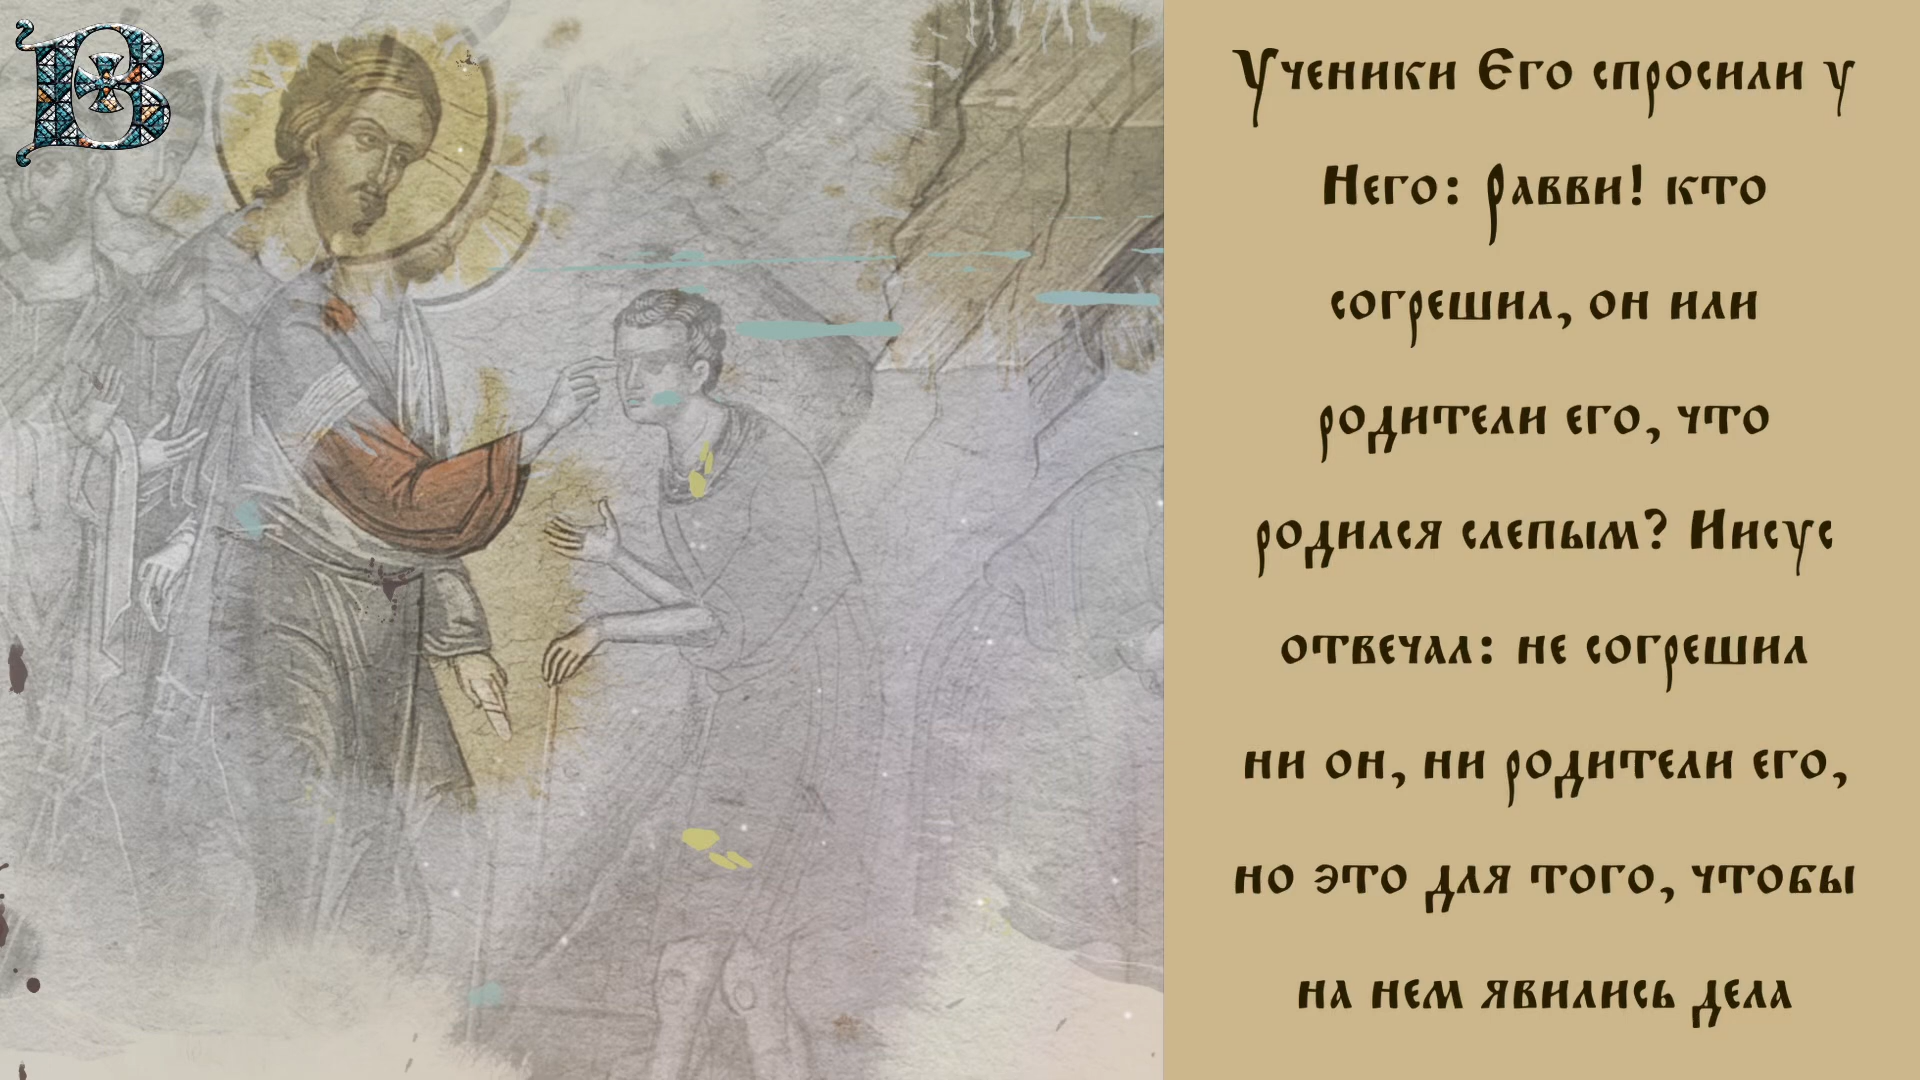 В
Ученики Его спросили у
Него: Равви! кто
согрешил, он или
родители его, что
родился слепым? Иисус
отвечал: не согрешил
ни он, ни родители его,
но это для того, чтобы
на нем явились дела